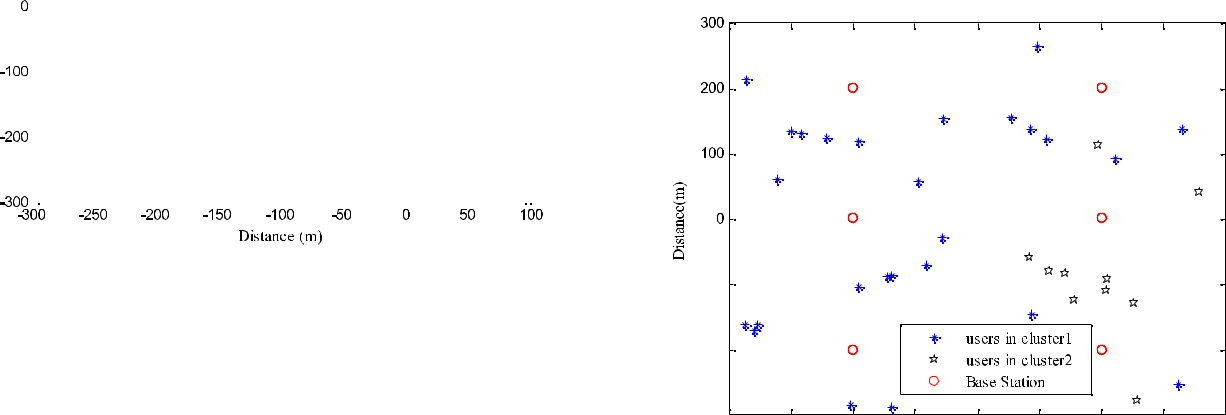 0
-100
-200
-300
-300 -250 -200 -150 -100 -50 0 50 100
Distance (m)
300
200
100
0
Distance(m)
users in cluster1
users in cluster2
Base Station